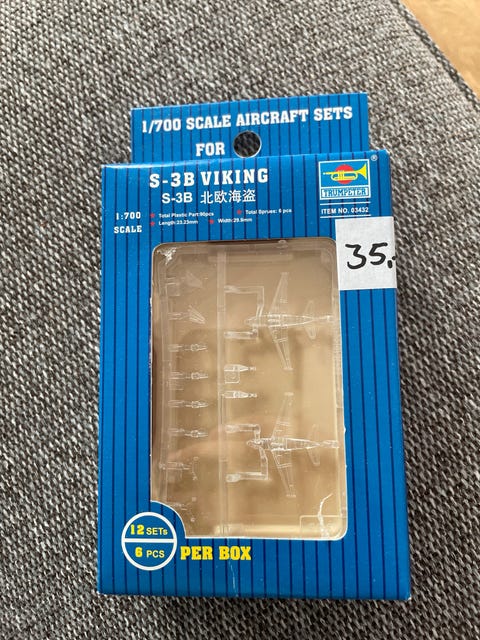 1/700 SCALE AIRCRAFT SETS
FOR
S-3B VIKING
S-3B 北欧海盗
1:700
SCALE
★ Total Plastic Part:90pcs ★ Total Sprues: 6 pcs
★ Length:23.23mm ★ Width:29.9mm
TRUMPETER
®
ITEM NO. 03432
35,-
12 SETs
6 PCS
PER BOX